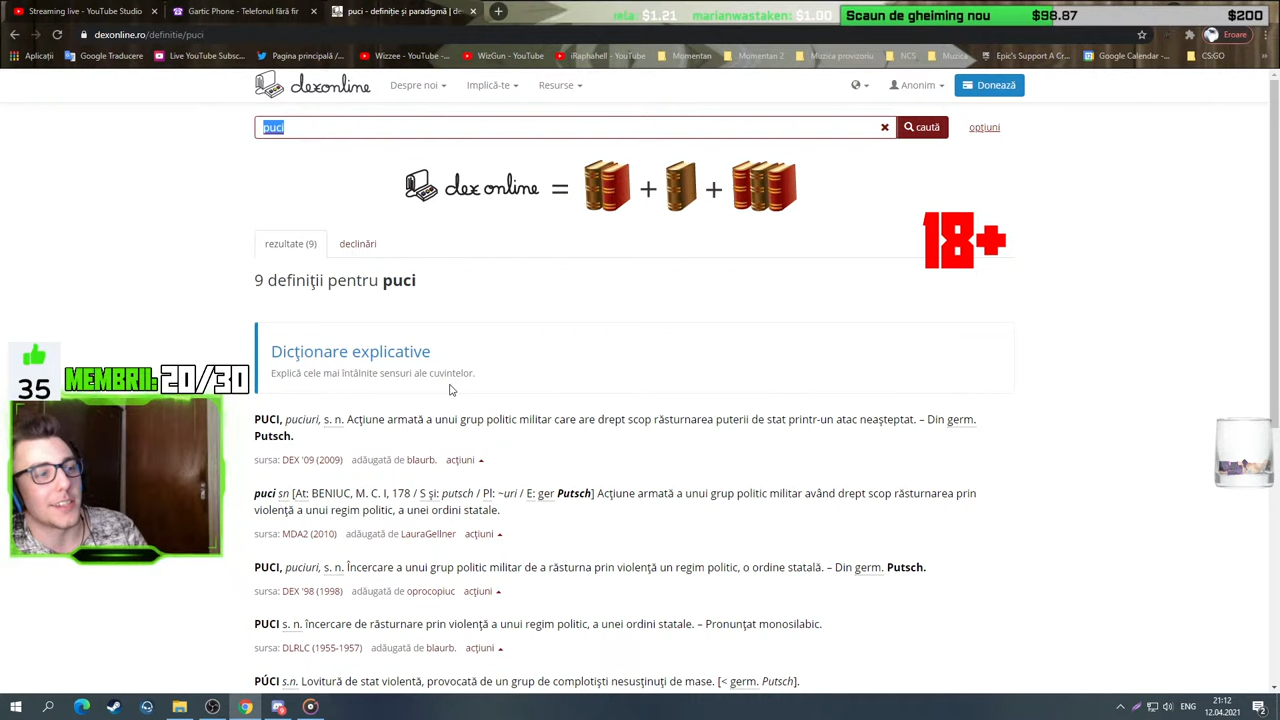 Streaming - YouTube
Garlic Phone - Telefonul fără fir
puci - definiție și paradigmă | de
rela $1.21 marianwastaken: $1.00
Scaun de gheiming nou $98.87 $200
dexonline.ro/definitie/puci
Eroare
Aplicații
Google Traducere
YouTube Live Subsc...
Pagina principală /...
Wizzee - YouTube -...
WizGun - YouTube
iRaphahell - YouTube
Momentan
Momentan 2
Muzica provizoriu
NCS
Muzica
Epic's Support A Cr...
Google Calendar -...
CS:GO
dexonline
Despre noi
Implică-te
Resurse
Anonim
Donează
puci
caută
opțiuni
dex online = + +
18+
rezultate (9)
declinări
9 definiții pentru puci
Dicționare explicative
Explică cele mai întâlnite sensuri ale cuvintelor.
35
MEMBRII: 20/30
PUCI, puciuri, s. n. Acțiune armată a unui grup politic militar care are drept scop răsturnarea puterii de stat printr-un atac neașteptat. – Din germ.
Putsch.
sursa: DEX '09 (2009) adăugată de blaurb. acțiuni
puci sn [At: BENIUC, M. C. I, 178 / S și: putsch / Pl: ~uri / E: ger Putsch] Acțiune armată a unui grup politic militar având drept scop răsturnarea prin
violență a unui regim politic, a unei ordini statale.
sursa: MDA2 (2010) adăugată de LauraGellner acțiuni
PUCI, puciuri, s. n. Încercare a unui grup politic militar de a răsturna prin violență un regim politic, o ordine statală. – Din germ. Putsch.
sursa: DEX '98 (1998) adăugată de oprocopiuc acțiuni
PUCI s. n. încercare de răsturnare prin violență a unui regim politic, a unei ordini statale. – Pronunțat monosilabic.
sursa: DLRLC (1955-1957) adăugată de blaurb. acțiuni
PÚCI s.n. Lovitură de stat violentă, provocată de un grup de complotiști nesusținuți de mase. [< germ. Putsch].
ENG
21:12
12.04.2021
2